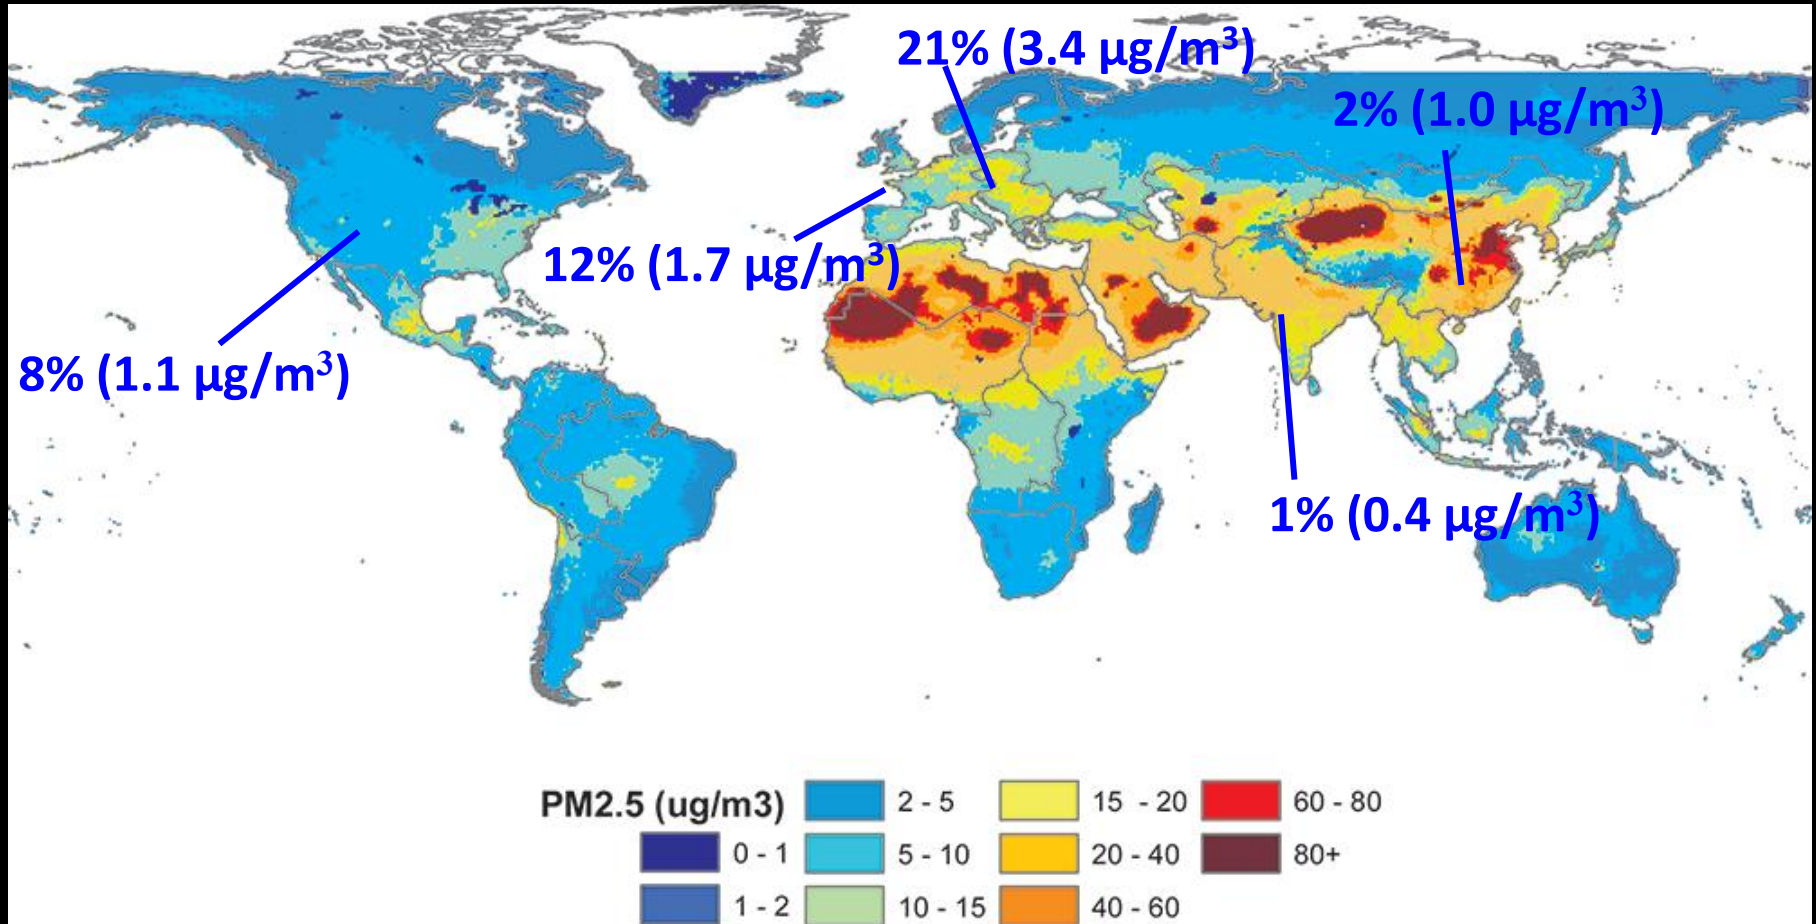 21% (3.4 µg/m³)
2% (1.0 µg/m³)
12% (1.7 µg/m³)
8% (1.1 µg/m³)
1% (0.4 µg/m³)
PM2.5 (ug/m3)
2 - 5
15 - 20
60 - 80
0 - 1
5 - 10
20 - 40
80+
1 - 2
10 - 15
40 - 60